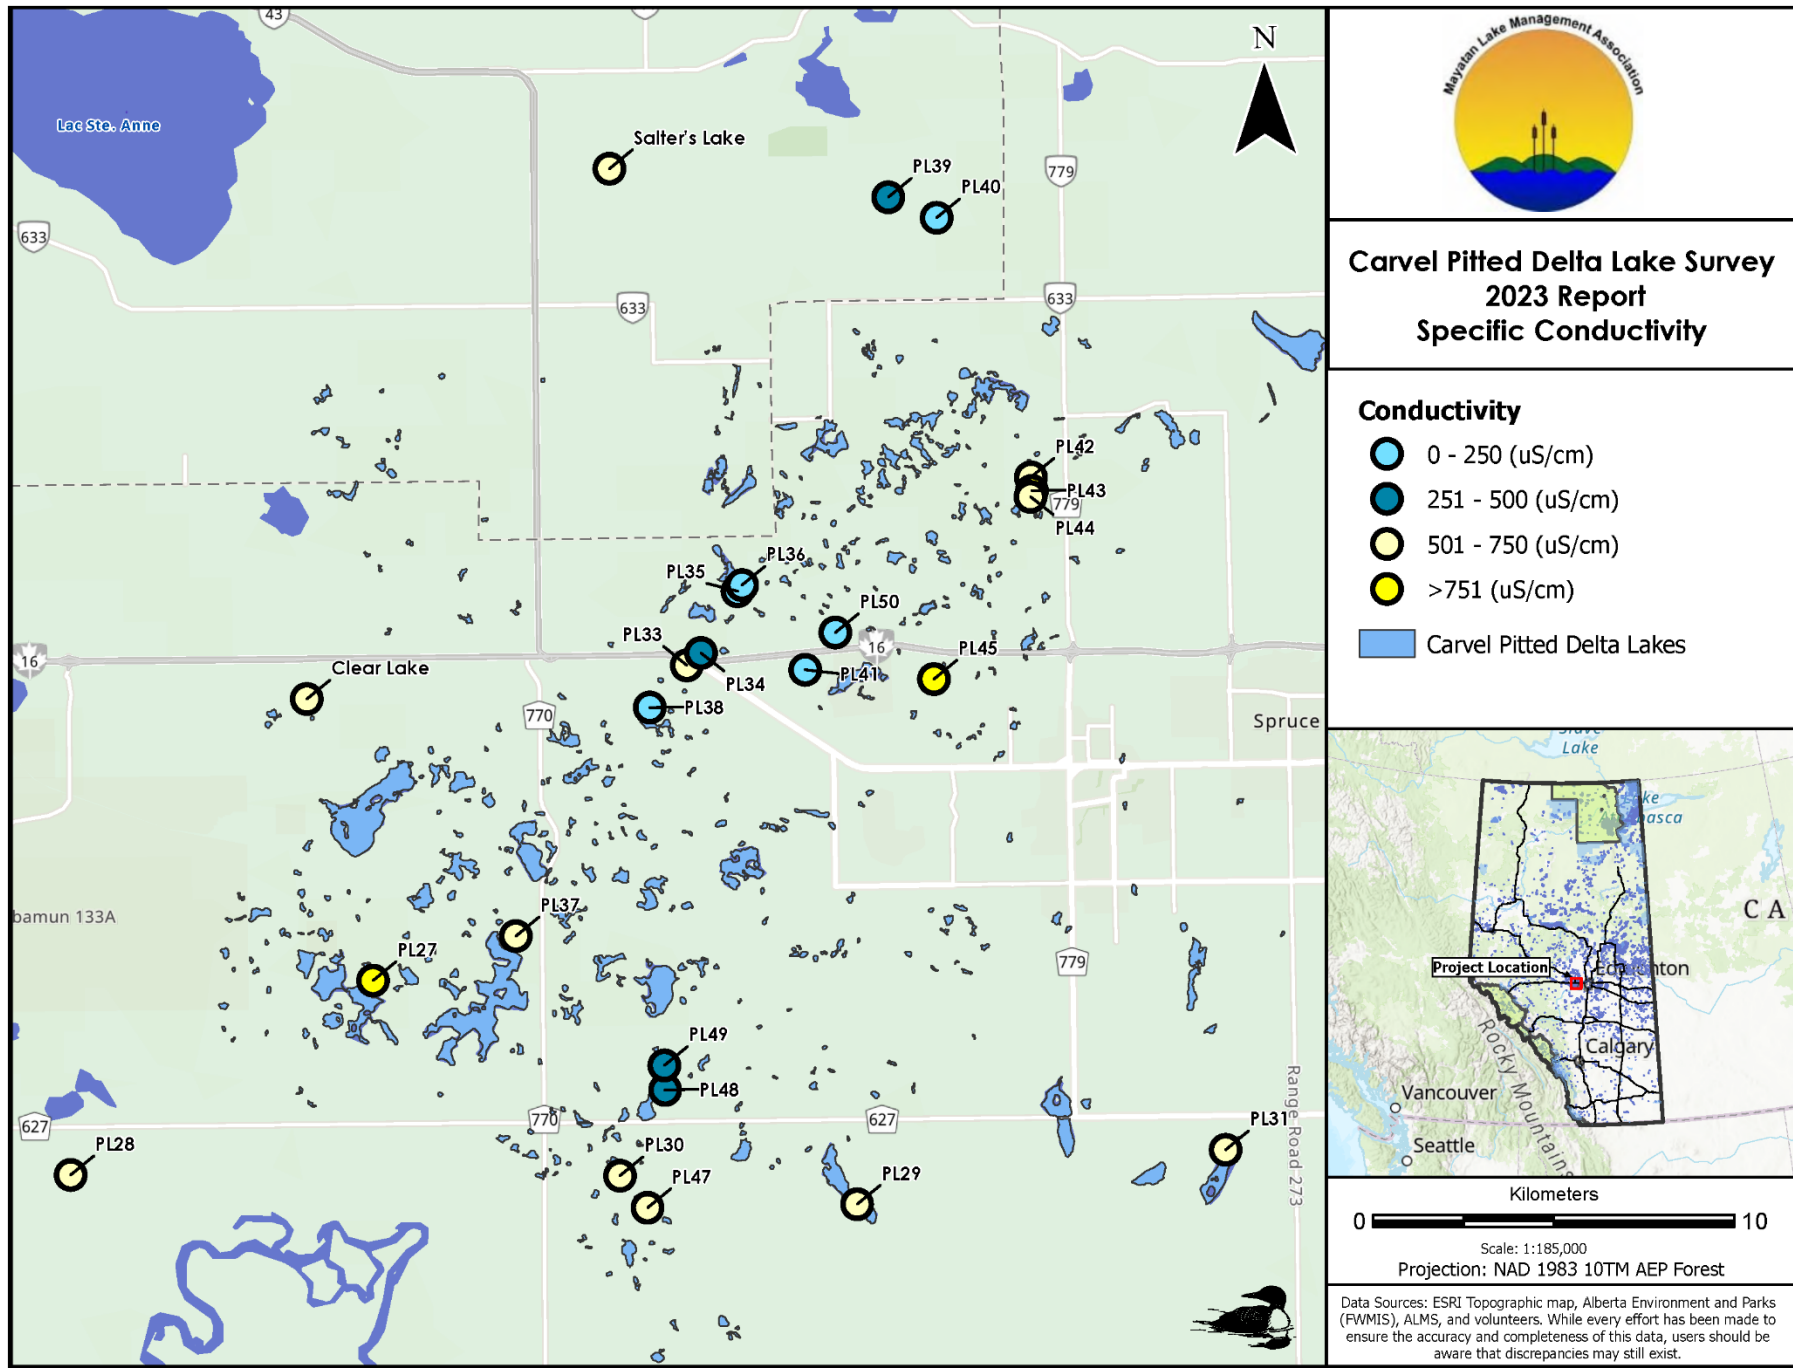 43
Lac Ste. Anne
Salter's Lake
PL39
PL40
779
633
633
633
PL42
PL43
779
PL44
PL36
PL35
PL50
PL33
16
16
PL45
Clear Lake
PL34
PL41
PL38
770
Spruce
bamun 133A
PL37
PL27
779
PL49
PL48
627
770
627
PL28
PL30
PL47
PL29
PL31
Range Road 273
N
Mayatan Lake Management Association
Carvel Pitted Delta Lake Survey
2023 Report
Specific Conductivity
Conductivity
0 - 250 (uS/cm)
251 - 500 (uS/cm)
501 - 750 (uS/cm)
>751 (uS/cm)
Carvel Pitted Delta Lakes
Slave
Lake
Lake
basca
C A
Project Location
Edmonton
Calgary
Rocky Mountains
Vancouver
Seattle
Kilometers
0 10
Scale: 1:185,000
Projection: NAD 1983 10TM AEP Forest
Data Sources: ESRI Topographic map, Alberta Environment and Parks
(FWMIS), ALMS, and volunteers. While every effort has been made to
ensure the accuracy and completeness of this data, users should be
aware that discrepancies may still exist.